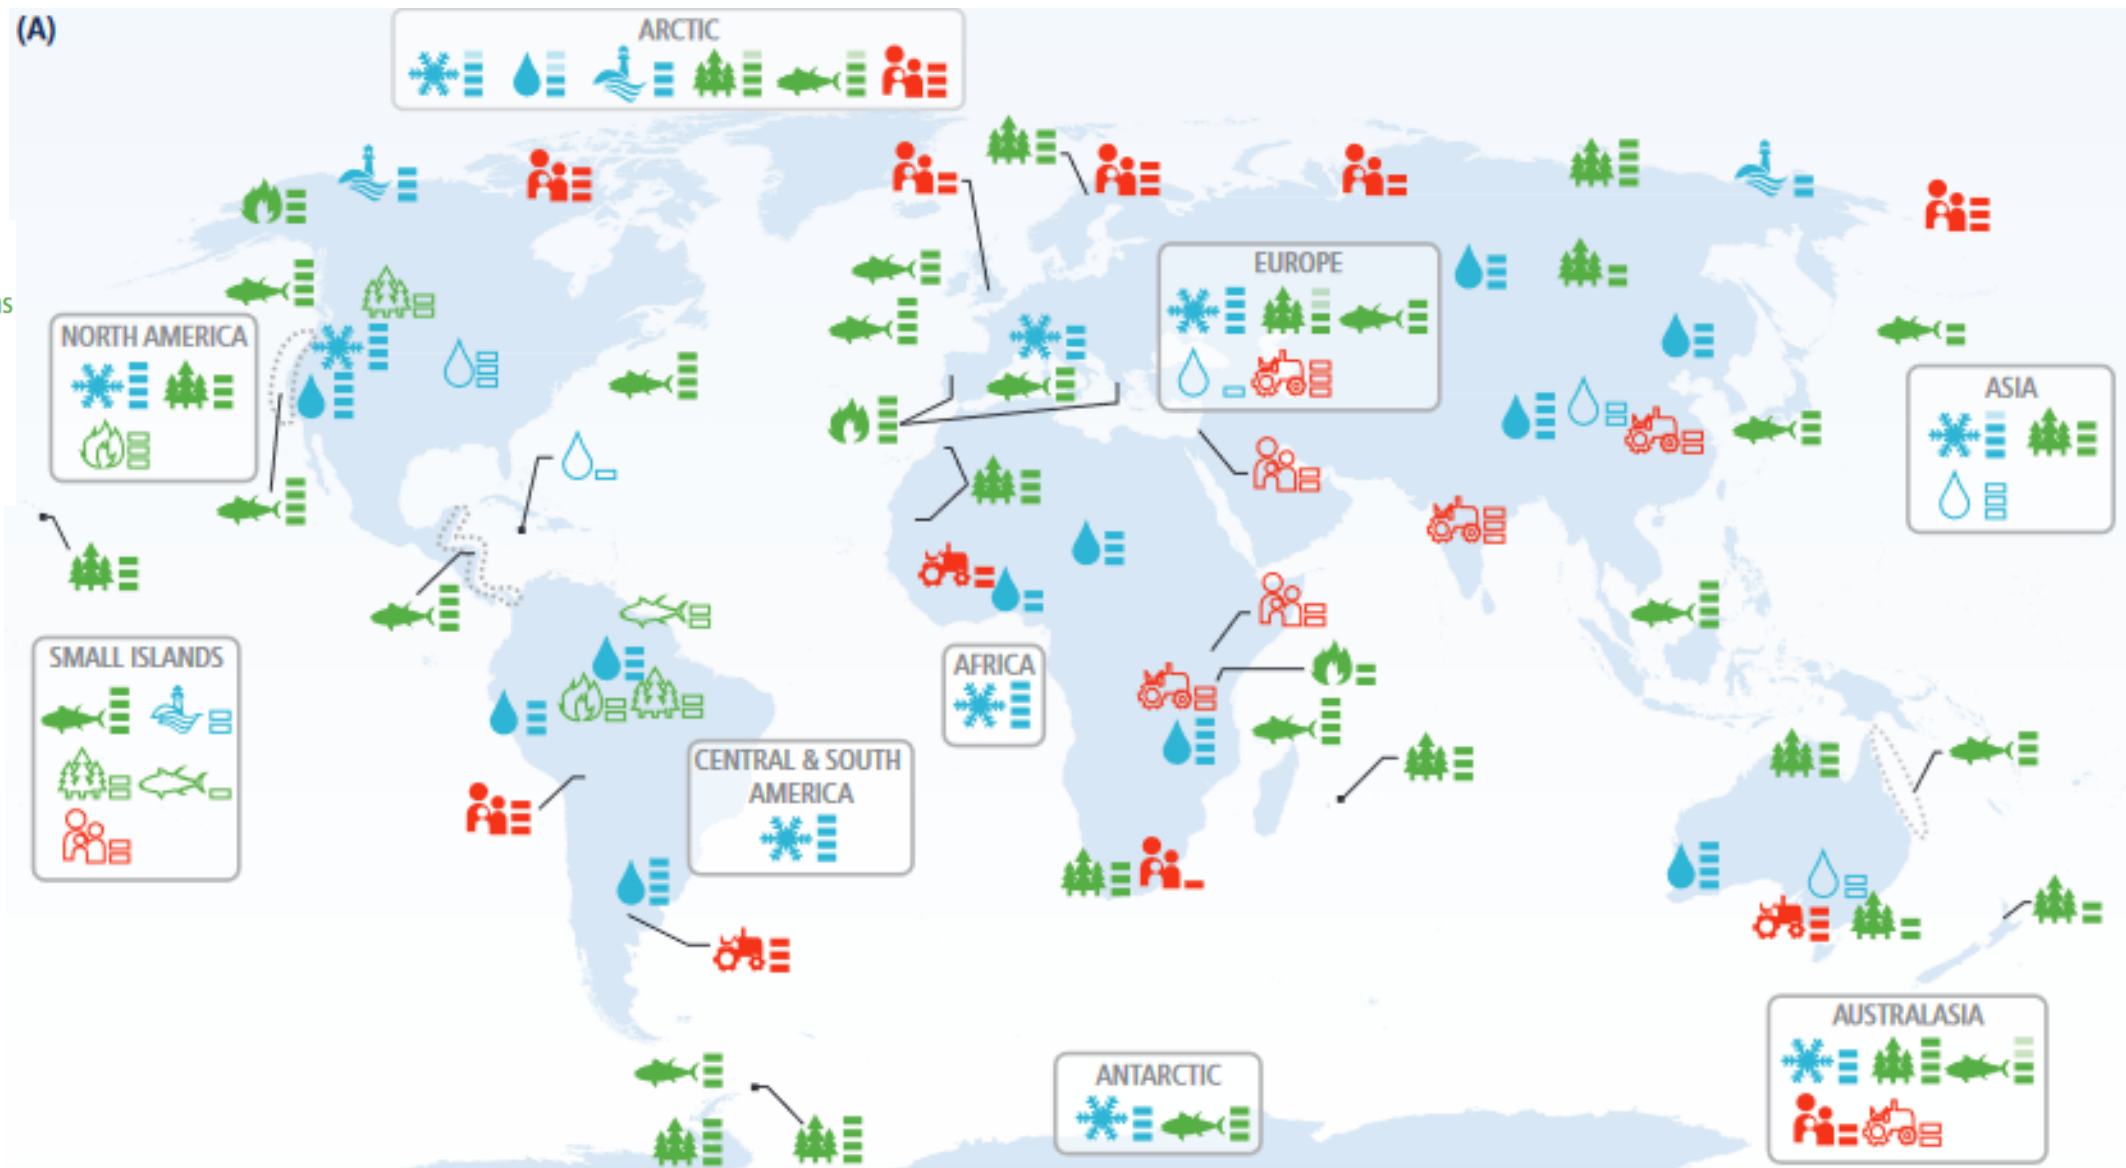 (A)
ARCTIC
EUROPE
NORTH AMERICA
ASIA
SMALL ISLANDS
AFRICA
CENTRAL & SOUTH
AMERICA
AUSTRALASIA
ANTARCTIC